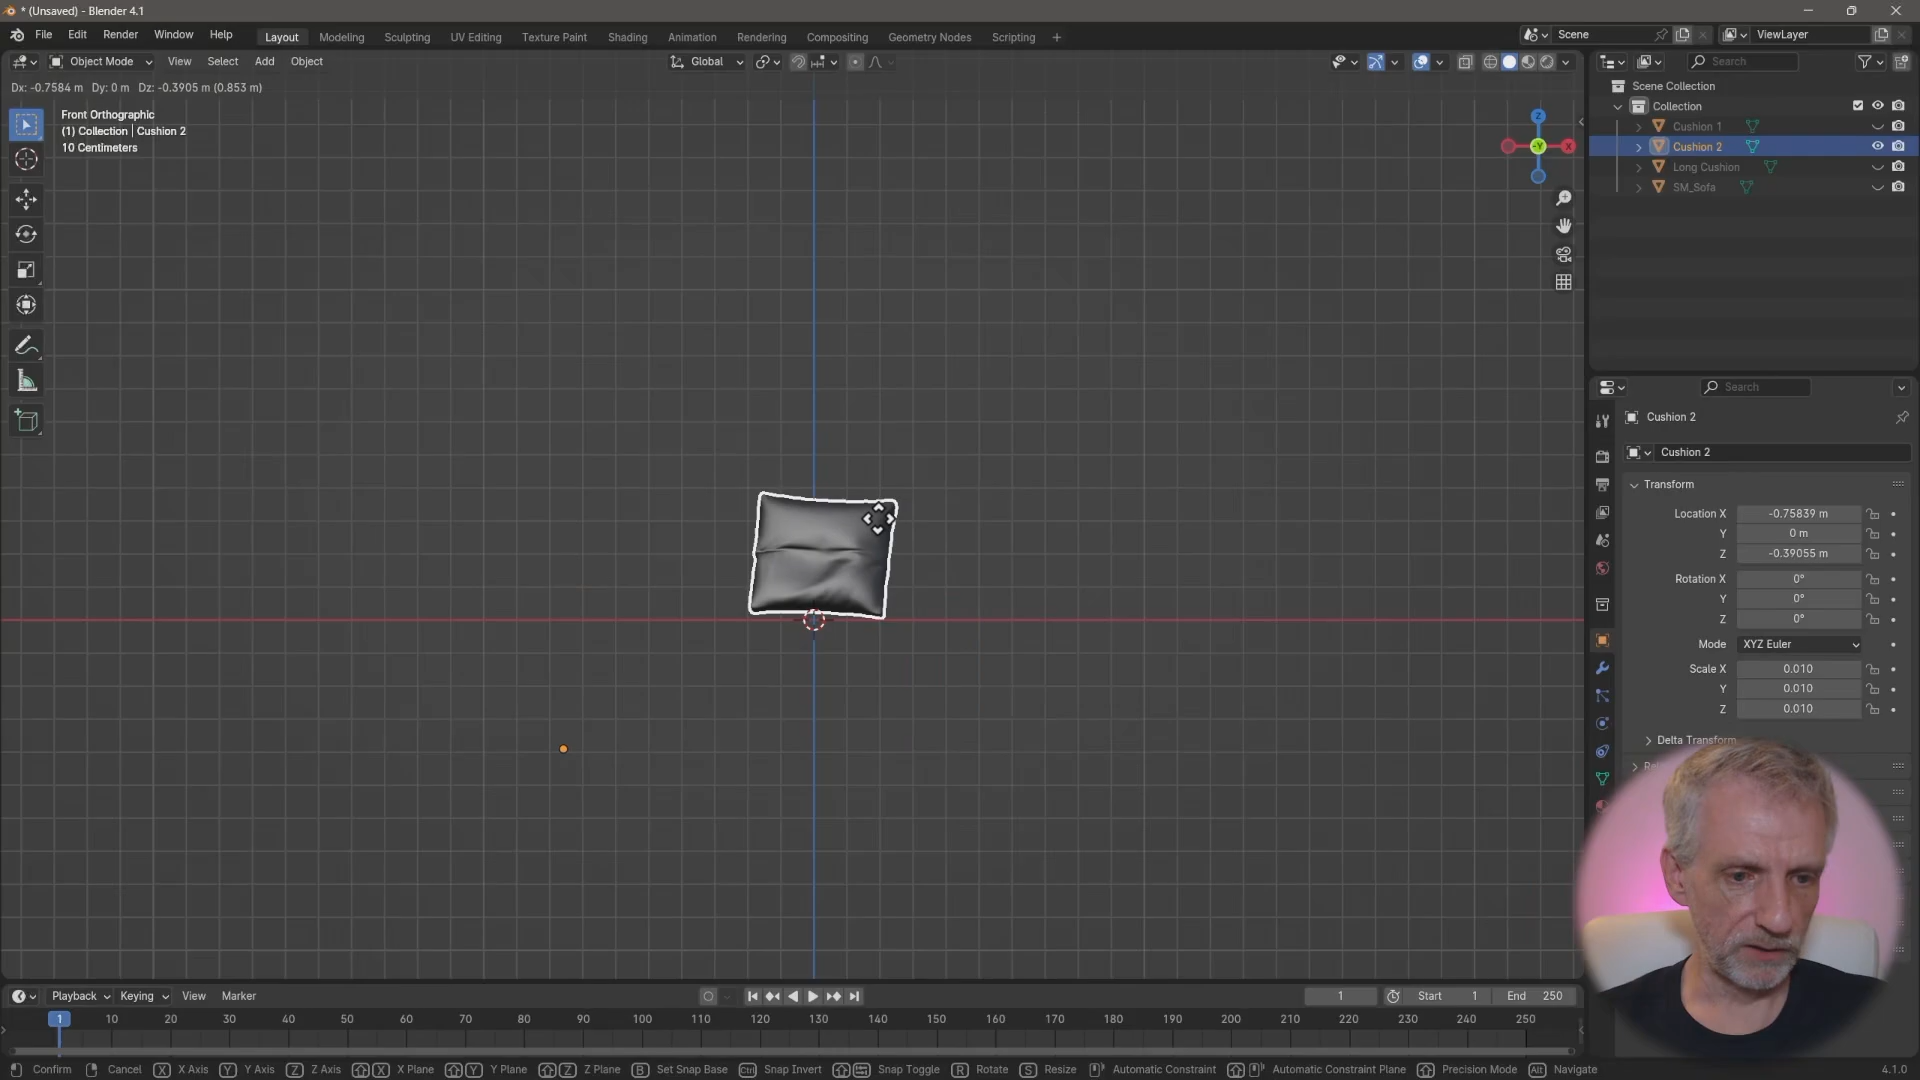 * (Unsaved) - Blender 4.1
File Edit Render Window Help
Layout Modeling Sculpting UV Editing Texture Paint Shading Animation Rendering Compositing Geometry Nodes Scripting +
Scene
ViewLayer
Object Mode View Select Add Object
Global
Search
Dx: -0.7584 m Dy: 0 m Dz: -0.3905 m (0.853 m)
Front Orthographic
(1) Collection | Cushion 2
10 Centimeters
Z
-Y
X
Scene Collection
Collection
Cushion 1
Cushion 2
Long Cushion
SM_Sofa
Search
Cushion 2
Cushion 2
Transform
Location X -0.75839 m
Y 0 m
Z -0.39055 m
Rotation X 0°
Y 0°
Z 0°
Mode XYZ Euler
Scale X 0.010
Y 0.010
Z 0.010
Delta Transform
Playback Keying View Marker
1 Start 1 End 250
1 10 20 30 40 50 60 70 80 90 100 110 120 130 140 150 160 170 180 190 200 210 220 230 240 250
Confirm Cancel X X Axis Y Y Axis Z Z Axis X X Plane Y Y Plane Z Z Plane B Set Snap Base Ctrl Snap Invert Snap Toggle R Rotate S Resize Automatic Constraint Automatic Constraint Plane Precision Mode Alt Navigate
4.1.0